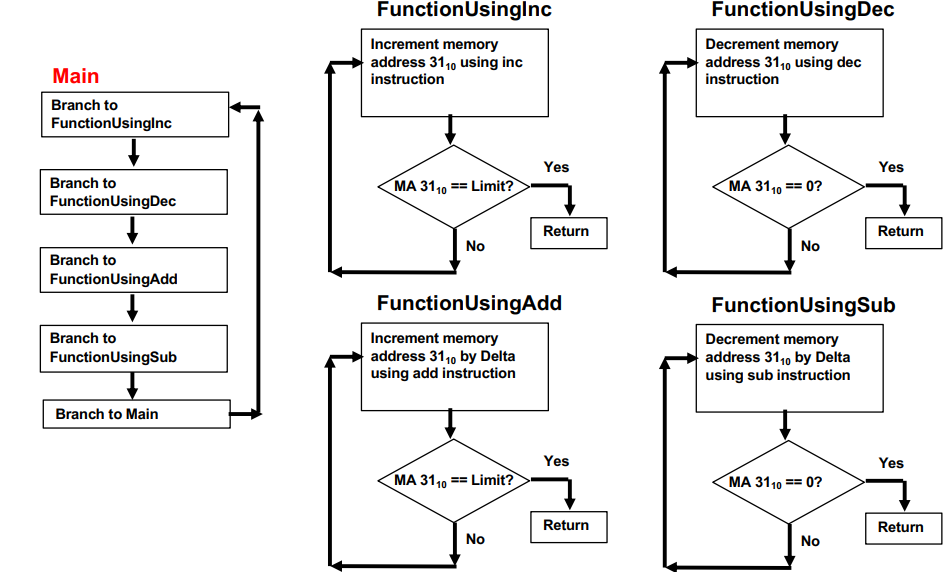 Main
Branch to
FunctionUsingInc
Branch to
FunctionUsingDec
Branch to
FunctionUsingAdd
Branch to
FunctionUsingSub
Branch to Main
FunctionUsingInc
Increment memory
address 31₁₀ using inc
instruction
MA 31₁₀ == Limit?
Yes
Return
No
FunctionUsingDec
Decrement memory
address 31₁₀ using dec
instruction
MA 31₁₀ == 0?
Yes
Return
No
FunctionUsingAdd
Increment memory
address 31₁₀ by Delta
using add instruction
MA 31₁₀ == Limit?
Yes
Return
No
FunctionUsingSub
Decrement memory
address 31₁₀ by Delta
using sub instruction
MA 31₁₀ == 0?
Yes
Return
No